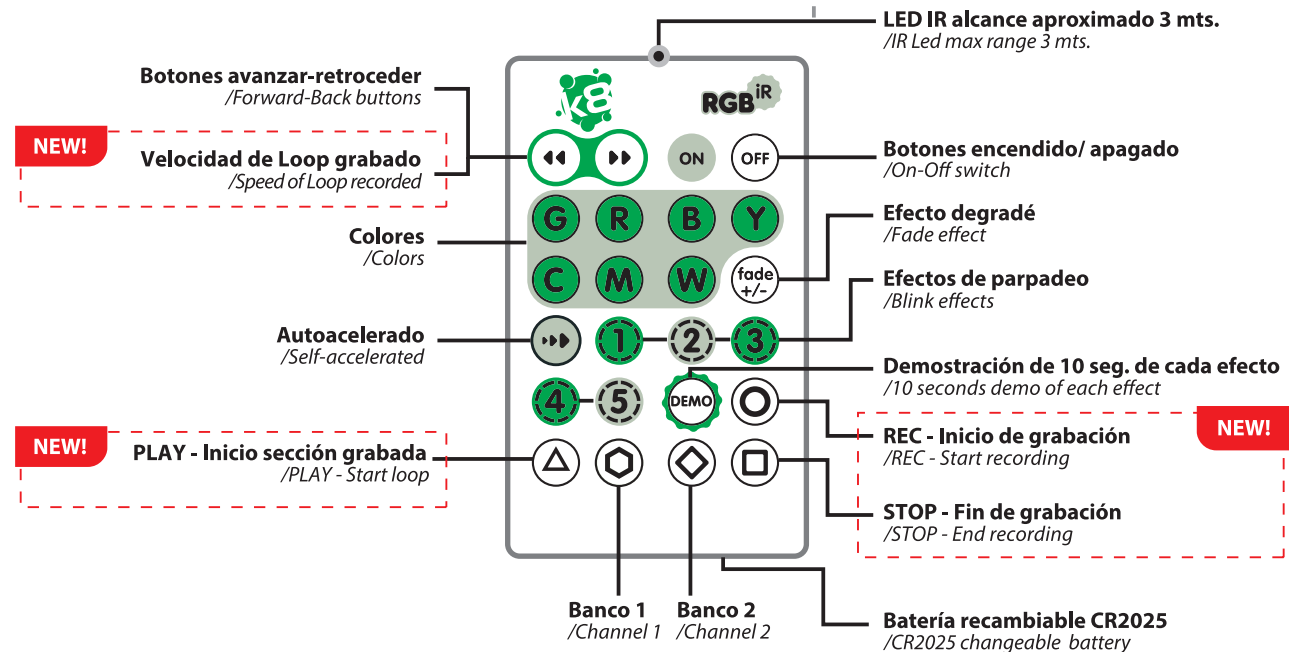 LED IR alcance aproximado 3 mts.
/IR Led max range 3 mts.
Botones avanzar-retroceder
/Forward-Back buttons
NEW!
Velocidad de Loop grabado
/Speed of Loop recorded
k8
RGB iR
ON
OFF
Botones encendido/ apagado
/On-Off switch
Colores
/Colors
G R B Y
C M W fade
+/-
Efecto degradé
/Fade effect
Efectos de parpadeo
/Blink effects
Autoacelerado
/Self-accelerated
1 2 3
4 5 DEMO
Demostración de 10 seg. de cada efecto
/10 seconds demo of each effect
NEW!
REC - Inicio de grabación
/REC - Start recording
STOP - Fin de grabación
/STOP - End recording
NEW!
PLAY - Inicio sección grabada
/PLAY - Start loop
Banco 1
/Channel 1
Banco 2
/Channel 2
Batería recambiable CR2025
/CR2025 changeable battery